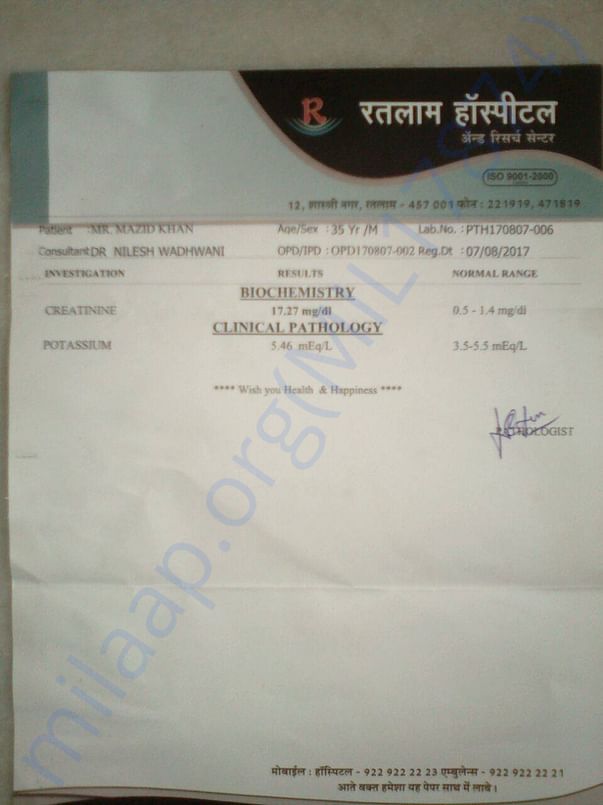 R रतलाम हॉस्पीटल
ॲन्ड रिसर्च सेन्टर
ISO 9001-2000
12, शास्त्री नगर, रतलाम - 457 001 फोन : 221919, 471819
Patient :MR. MAZID KHAN Age/Sex : 35 Yr /M Lab.No. : PTH170807-006
Consultant DR NILESH WADHWANI OPD/IPD : OPD170807-002 Reg.Dt : 07/08/2017
INVESTIGATION RESULTS NORMAL RANGE
BIOCHEMISTRY
CREATININE 17.27 mg/dl 0.5 - 1.4 mg/dl
CLINICAL PATHOLOGY
POTASSIUM 5.46 mEq/L 3.5-5.5 mEq/L
**** Wish you Health & Happiness ****
PATHOLOGIST
मोबाईल : हॉस्पिटल - 922 922 22 23 एम्बुलेन्स - 922 922 22 21
आते वक्त हमेशा यह पेपर साथ में लावे।